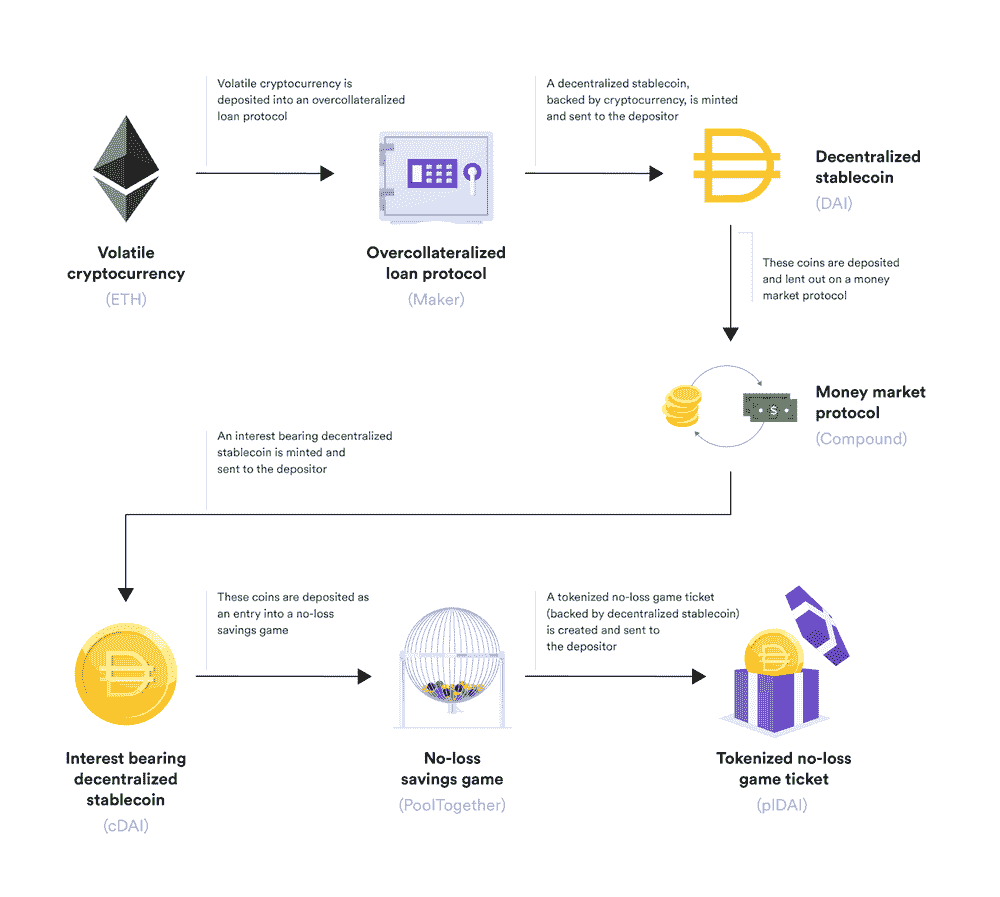 Volatile cryptocurrency is
deposited into an overcollateralized
loan protocol
A decentralized stablecoin,
backed by cryptocurrency, is minted
and sent to the depositor
Volatile
cryptocurrency
(ETH)
Overcollateralized
loan protocol
(Maker)
Decentralized
stablecoin
(DAI)
These coins are deposited
and lent out on a money
market protocol
$
Money market
protocol
(Compound)
An interest bearing decentralized
stablecoin is minted and
sent to the depositor
These coins are deposited as
an entry into a no-loss
savings game
A tokenized no-loss game ticket
(backed by decentralized stablecoin)
is created and sent to
the depositor
Interest bearing
decentralized
stablecoin
(cDAI)
No-loss
savings game
(PoolTogether)
Tokenized no-loss
game ticket
(plDAI)